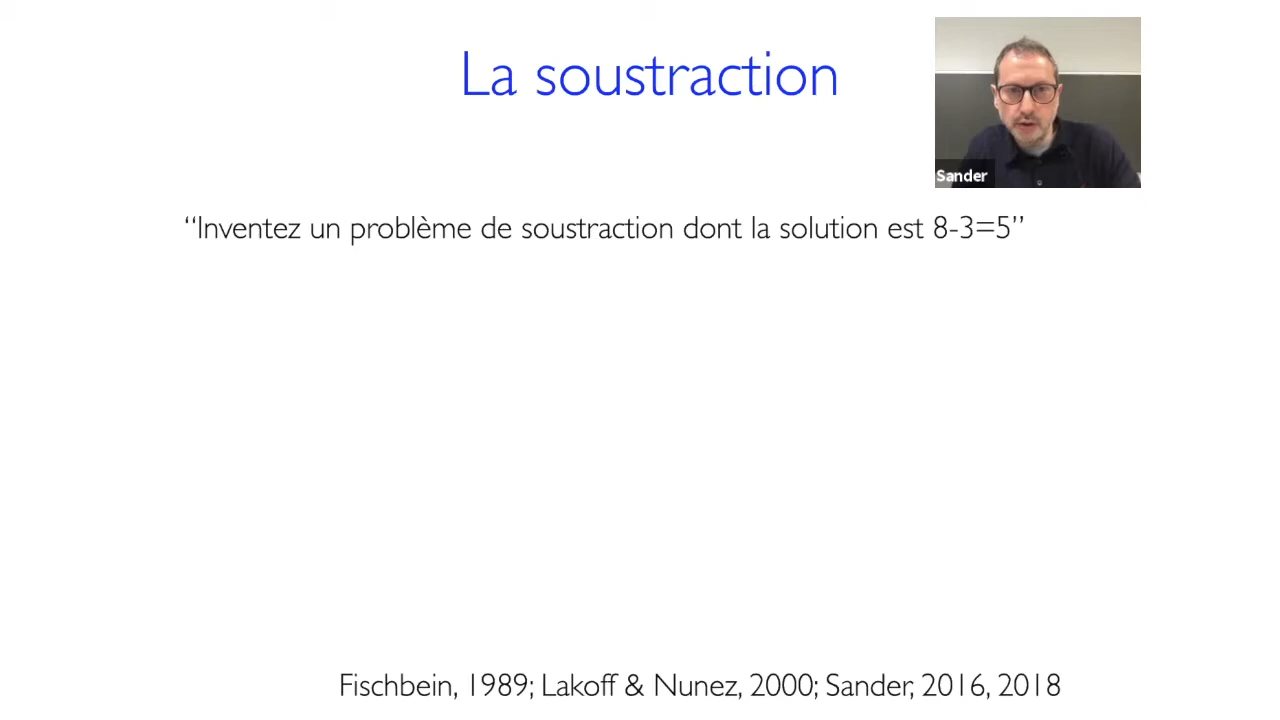 La soustraction
Sander
“Inventez un problème de soustraction dont la solution est 8-3=5”
Fischbein, 1989; Lakoff & Nunez, 2000; Sander, 2016, 2018